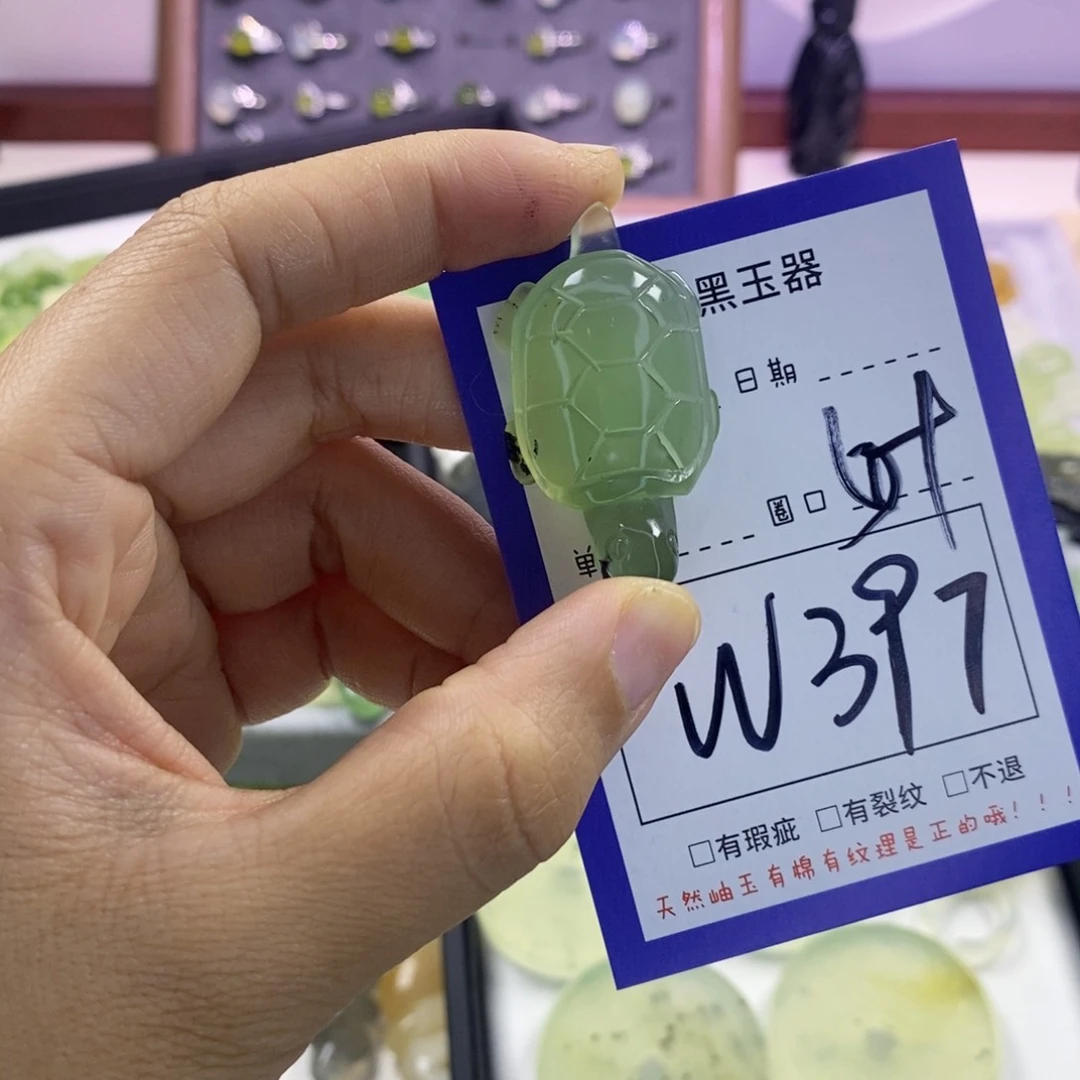 黑玉器
日期
圈口
单
W397
□有瑕疵 □有裂纹 □不退
天然岫玉有棉有纹理是正的哦！！！